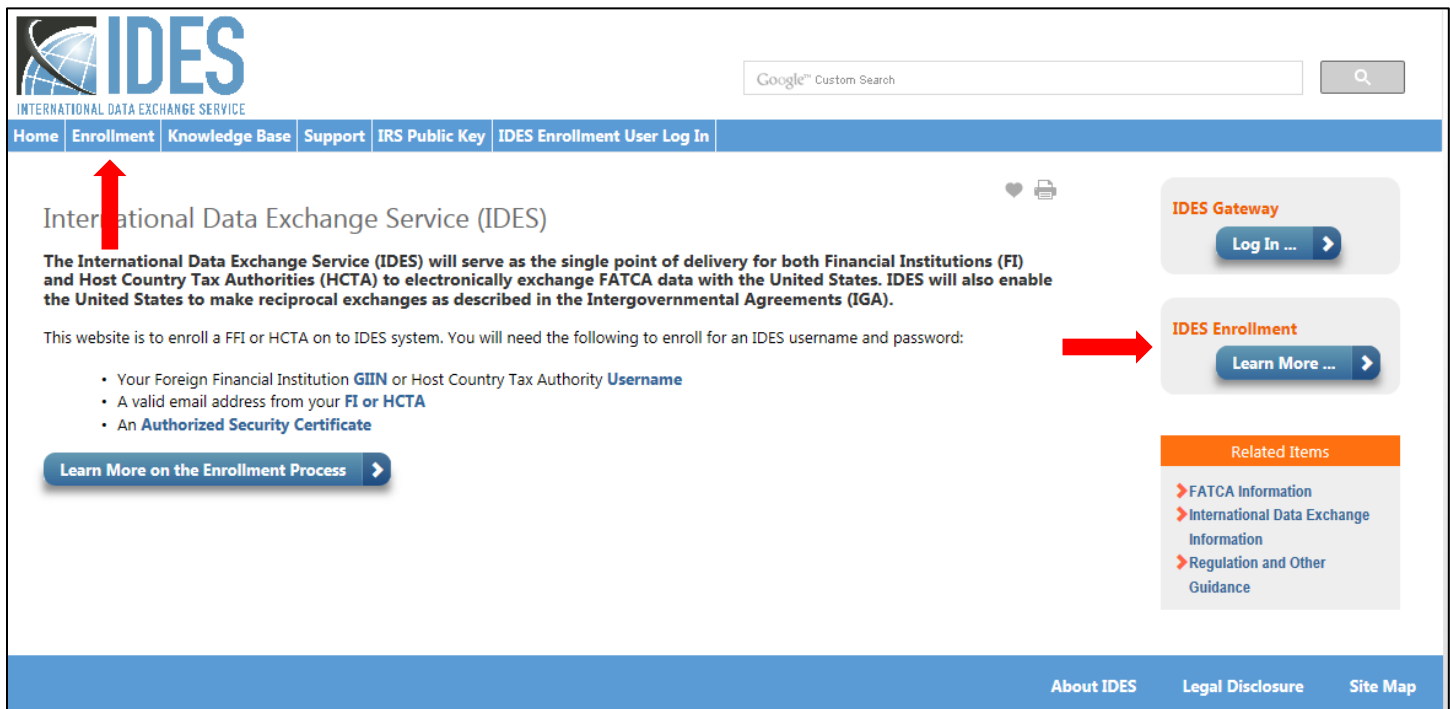 IDES
INTERNATIONAL DATA EXCHANGE SERVICE
Google™ Custom Search
Home Enrollment Knowledge Base Support IRS Public Key IDES Enrollment User Log In
International Data Exchange Service (IDES)
The International Data Exchange Service (IDES) will serve as the single point of delivery for both Financial Institutions (FI)
and Host Country Tax Authorities (HCTA) to electronically exchange FATCA data with the United States. IDES will also enable
the United States to make reciprocal exchanges as described in the Intergovernmental Agreements (IGA).
This website is to enroll a FFI or HCTA on to IDES system. You will need the following to enroll for an IDES username and password:
• Your Foreign Financial Institution GIIN or Host Country Tax Authority Username
• A valid email address from your FI or HCTA
• An Authorized Security Certificate
Learn More on the Enrollment Process
IDES Gateway
Log In ...
IDES Enrollment
Learn More ...
Related Items
FATCA Information
International Data Exchange
Information
Regulation and Other
Guidance
About IDES Legal Disclosure Site Map